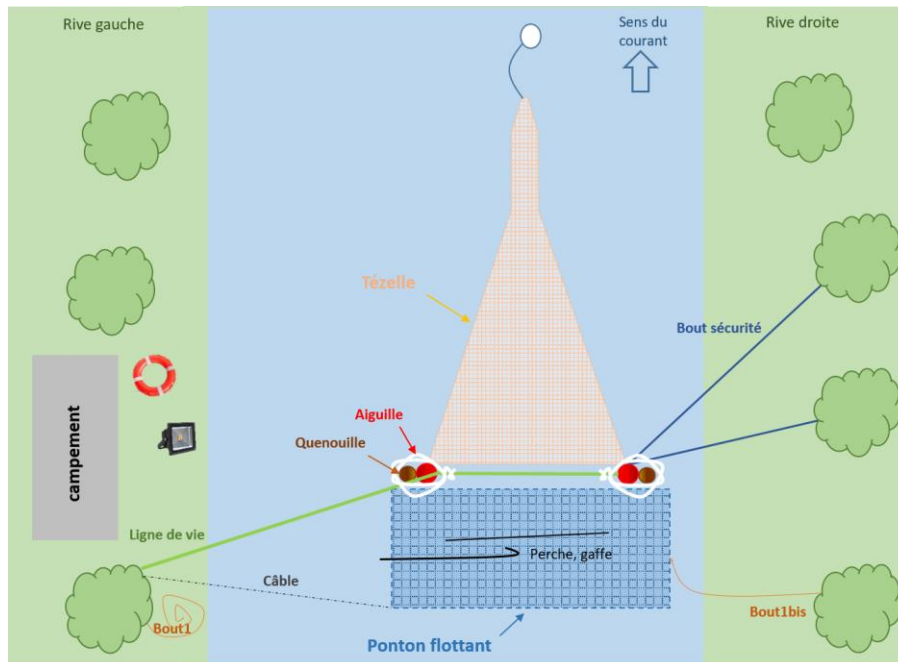 Rive gauche
Sens du
courant
Rive droite
Tézelle
Bout sécurité
campement
Aiguille
Quenouille
Ligne de vie
Perche, gaffe
Câble
Bout1
Bout1bis
Ponton flottant